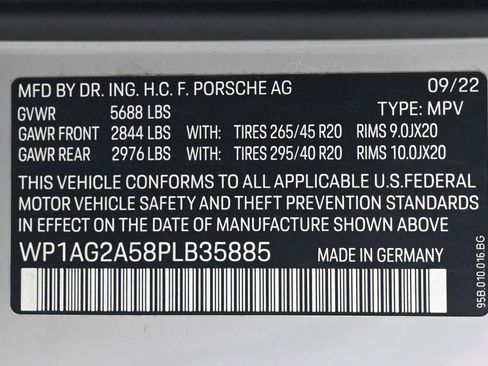 MFD BY DR. ING. H.C. F. PORSCHE AG 09/22
GVWR 5688 LBS TYPE: MPV
GAWR FRONT 2844 LBS WITH: TIRES 265/45 R20 RIMS 9.0JX20
GAWR REAR 2976 LBS WITH: TIRES 295/40 R20 RIMS 10.0JX20
THIS VEHICLE CONFORMS TO ALL APPLICABLE U.S.FEDERAL
MOTOR VEHICLE SAFETY AND THEFT PREVENTION STANDARDS
IN EFFECT ON THE DATE OF MANUFACTURE SHOWN ABOVE.
WP1AG2A58PLB35885 MADE IN GERMANY
95B.010.016.BG